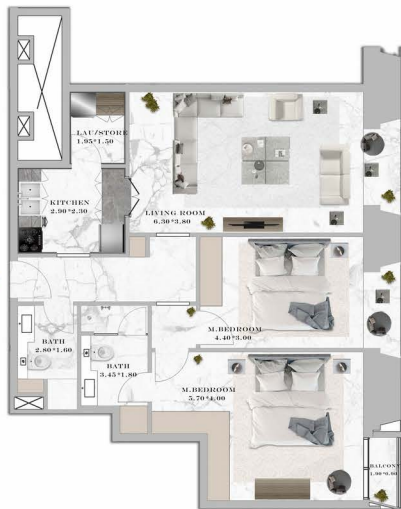 LAU/STORE
1.95*1.50
KITCHEN
2.90*2.30
LIVING ROOM
6.30*3.80
M.BEDROOM
4.40*3.00
BATH
2.80*1.60
BATH
3.45*1.80
M.BEDROOM
5.70*4.00
BALCONY